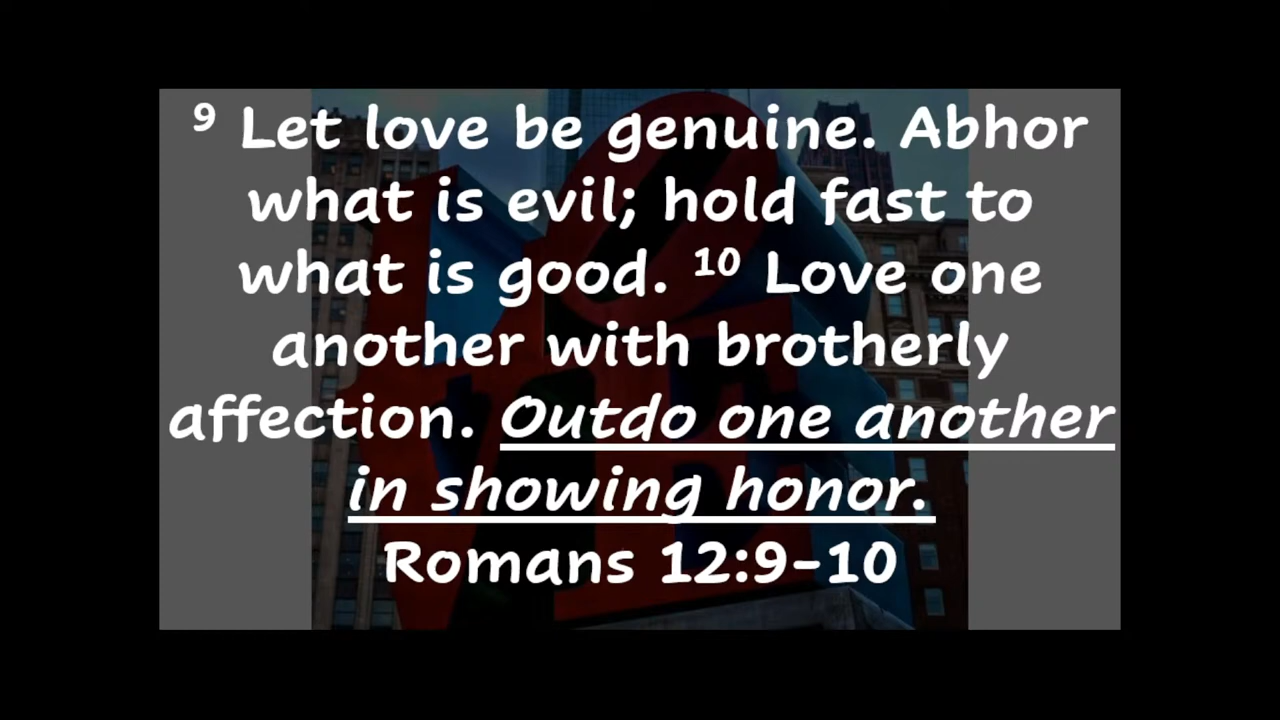 ⁹ Let love be genuine. Abhor
what is evil; hold fast to
what is good. ¹⁰ Love one
another with brotherly
affection. Outdo one another
in showing honor.
Romans 12:9-10